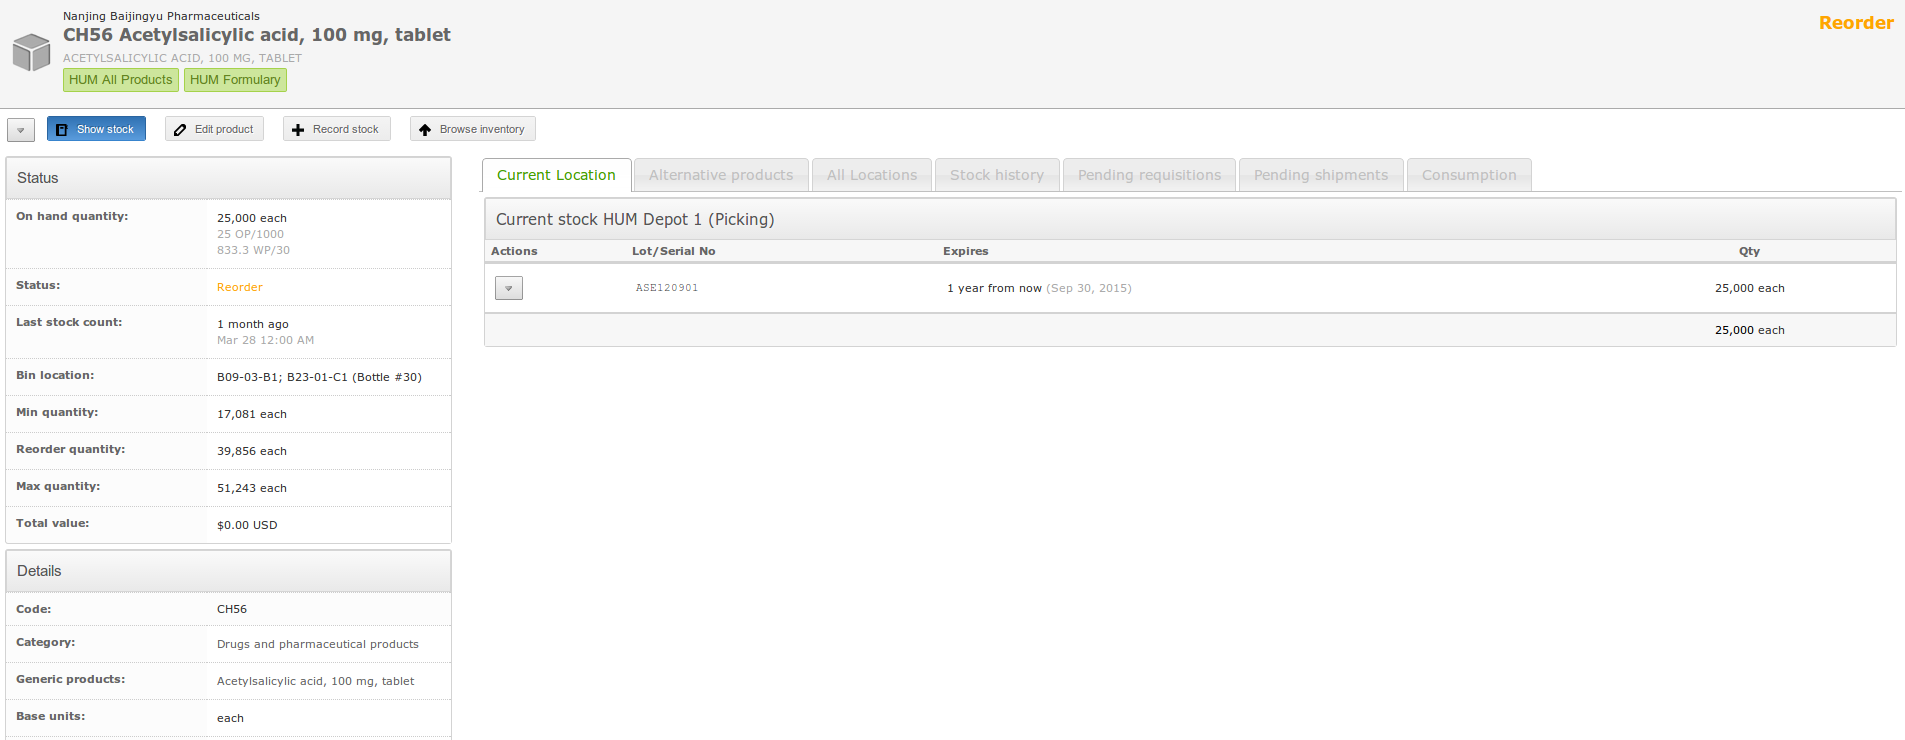 Nanjing Baijingyu Pharmaceuticals
CH56 Acetylsalicylic acid, 100 mg, tablet
ACETYLSALICYLIC ACID, 100 MG, TABLET
HUM All Products HUM Formulary
Reorder
Show stock Edit product Record stock Browse inventory
Status
On hand quantity: 25,000 each
25 OP/1000
833.3 WP/30
Status: Reorder
Last stock count: 1 month ago
Mar 28 12:00 AM
Bin location: B09-03-B1; B23-01-C1 (Bottle #30)
Min quantity: 17,081 each
Reorder quantity: 39,856 each
Max quantity: 51,243 each
Total value: $0.00 USD
Details
Code: CH56
Category: Drugs and pharmaceutical products
Generic products: Acetylsalicylic acid, 100 mg, tablet
Base units: each
Current Location Alternative products All Locations Stock history Pending requisitions Pending shipments Consumption
Current stock HUM Depot 1 (Picking)
Actions Lot/Serial No Expires Qty
ASE120901 1 year from now (Sep 30, 2015) 25,000 each
25,000 each